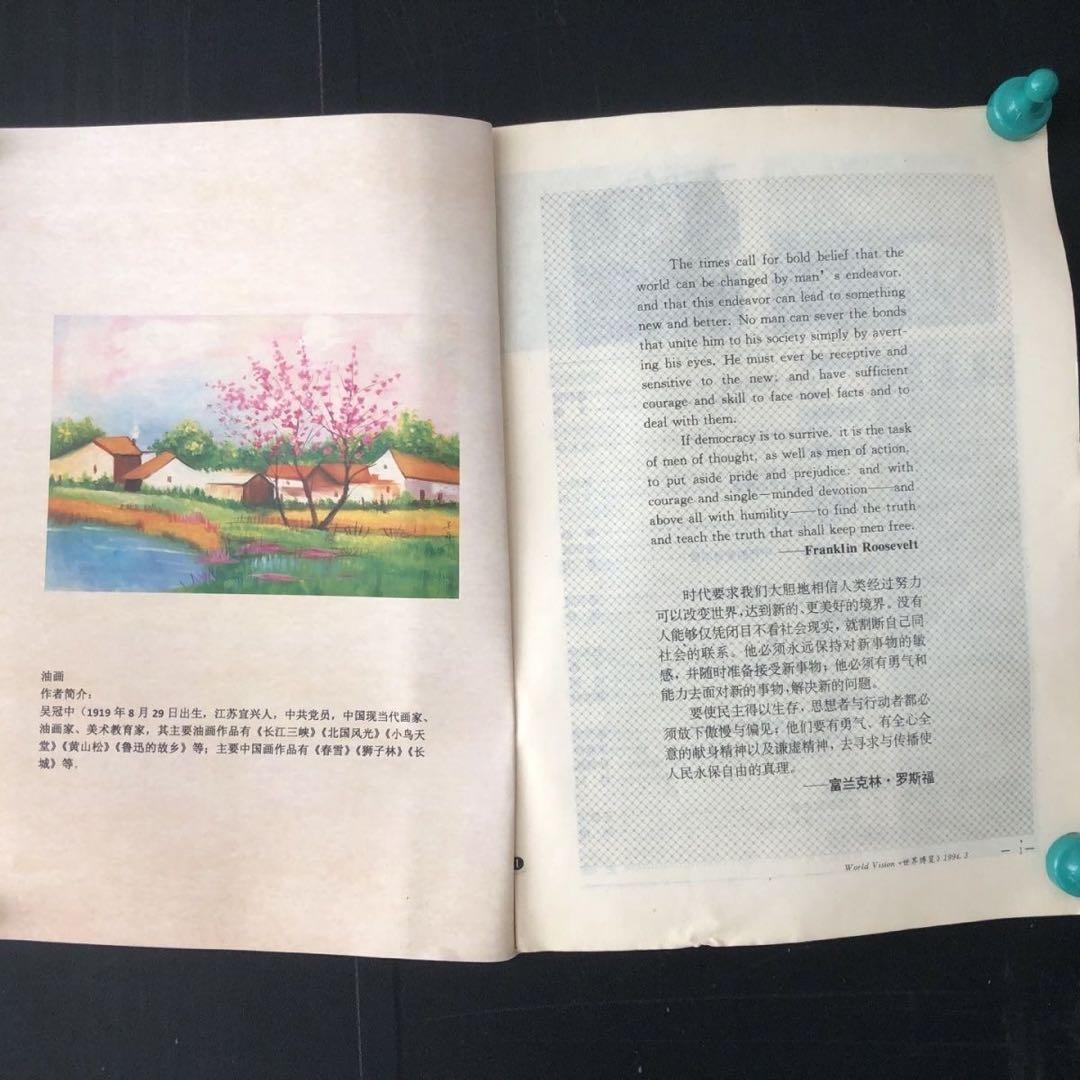 油画
作者简介：
吴冠中（1919年8月29日出生，江苏宜兴人，中共党员，中国现当代画家、
油画家、美术教育家，其主要油画作品有《长江三峡》《北国风光》《小鸟天
堂》《黄山松》《鲁迅的故乡》等；主要中国画作品有《春雪》《狮子林》《长
城》等.
The times call for bold belief that the
world can be changed by man's endeavor.
and that this endeavor can lead to something
new and better. No man can sever the bonds
that unite him to his society simply by avert-
ing his eyes. He must ever be receptive and
sensitive to the new; and have sufficient
courage and skill to face novel facts and to
deal with them.
If democracy is to surrive. it is the task
of men of thought, as well as men of action,
to put aside pride and prejudice; and with
courage and single—minded devotion——and
above all with humility——to find the truth
and teach the truth that shall keep men free.
——Franklin Roosevelt
时代要求我们大胆地相信人类经过努力
可以改变世界，达到新的、更美好的境界。没有
人能够仅凭闭目不看社会现实，就割断自己同
社会的联系。他必须永远保持对新事物的敏
感，并随时准备接受新事物；他必须有勇气和
能力去面对新的事物，解决新的问题。
要使民主得以生存，思想者与行动者都必
须放下傲慢与偏见；他们要有勇气、有全心全
意的献身精神以及谦虚精神，去寻求与传播使
人民永保自由的真理。
——富兰克林·罗斯福
World Vision《世界博览》1994.3
1